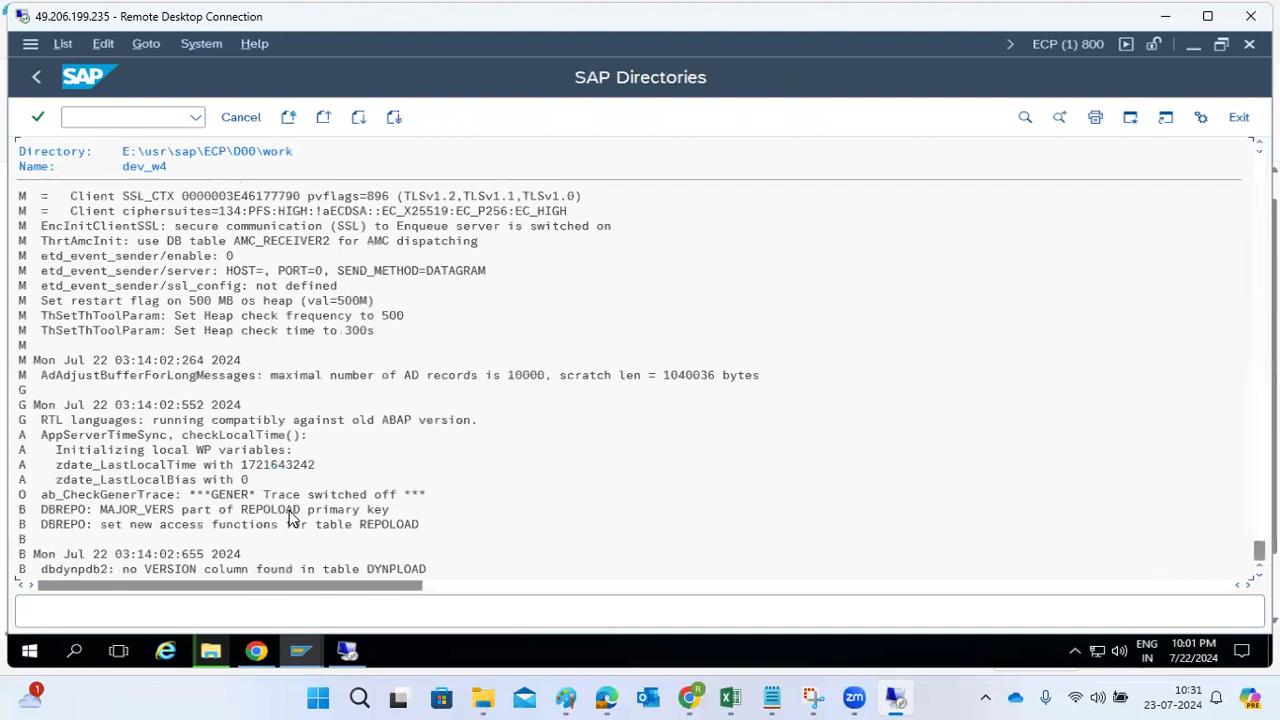 49.206.199.235 - Remote Desktop Connection
List Edit Goto System Help
ECP (1) 800
SAP
SAP Directories
Cancel
Exit
Directory: E:\usr\sap\ECP\D00\work
Name: dev_w4
M = Client SSL_CTX 0000003E46177790 pvflags=896 (TLSv1.2,TLSv1.1,TLSv1.0)
M = Client ciphersuites=134:PFS:HIGH:!aECDSA::EC_X25519:EC_P256:EC_HIGH
M EncInitClientSSL: secure communication (SSL) to Enqueue server is switched on
M ThrtAmcInit: use DB table AMC_RECEIVER2 for AMC dispatching
M etd_event_sender/enable: 0
M etd_event_sender/server: HOST=, PORT=0, SEND_METHOD=DATAGRAM
M etd_event_sender/ssl_config: not defined
M Set restart flag on 500 MB os heap (val=500M)
M ThSetThToolParam: Set Heap check frequency to 500
M ThSetThToolParam: Set Heap check time to 300s
M
M Mon Jul 22 03:14:02:264 2024
M AdAdjustBufferForLongMessages: maximal number of AD records is 10000, scratch len = 1040036 bytes
G
G Mon Jul 22 03:14:02:552 2024
G RTL languages: running compatibly against old ABAP version.
A AppServerTimeSync, checkLocalTime():
A Initializing local WP variables:
A zdate_LastLocalTime with 1721643242
A zdate_LastLocalBias with 0
O ab_CheckGenerTrace: ***GENER* Trace switched off ***
B DBREPO: MAJOR_VERS part of REPOLOAD primary key
B DBREPO: set new access functions for table REPOLOAD
B
B Mon Jul 22 03:14:02:655 2024
B dbdynpdb2: no VERSION column found in table DYNPLOAD
ENG
IN
10:01 PM
7/22/2024
1
10:31
23-07-2024
PRE